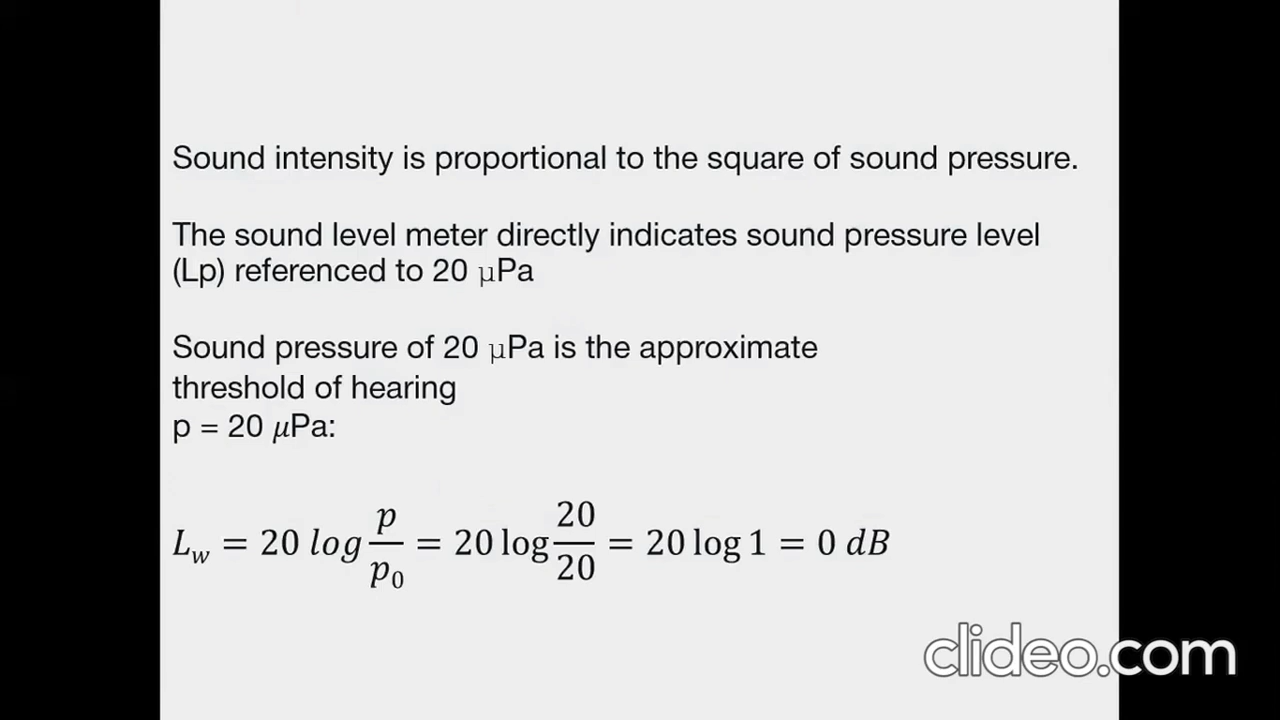 Sound intensity is proportional to the square of sound pressure.
The sound level meter directly indicates sound pressure level
(Lp) referenced to 20 μPa
Sound pressure of 20 μPa is the approximate
threshold of hearing
p = 20 μPa:
L_w = 20 log p/p_0 = 20 log 20/20 = 20 log 1 = 0 dB
clideo.com